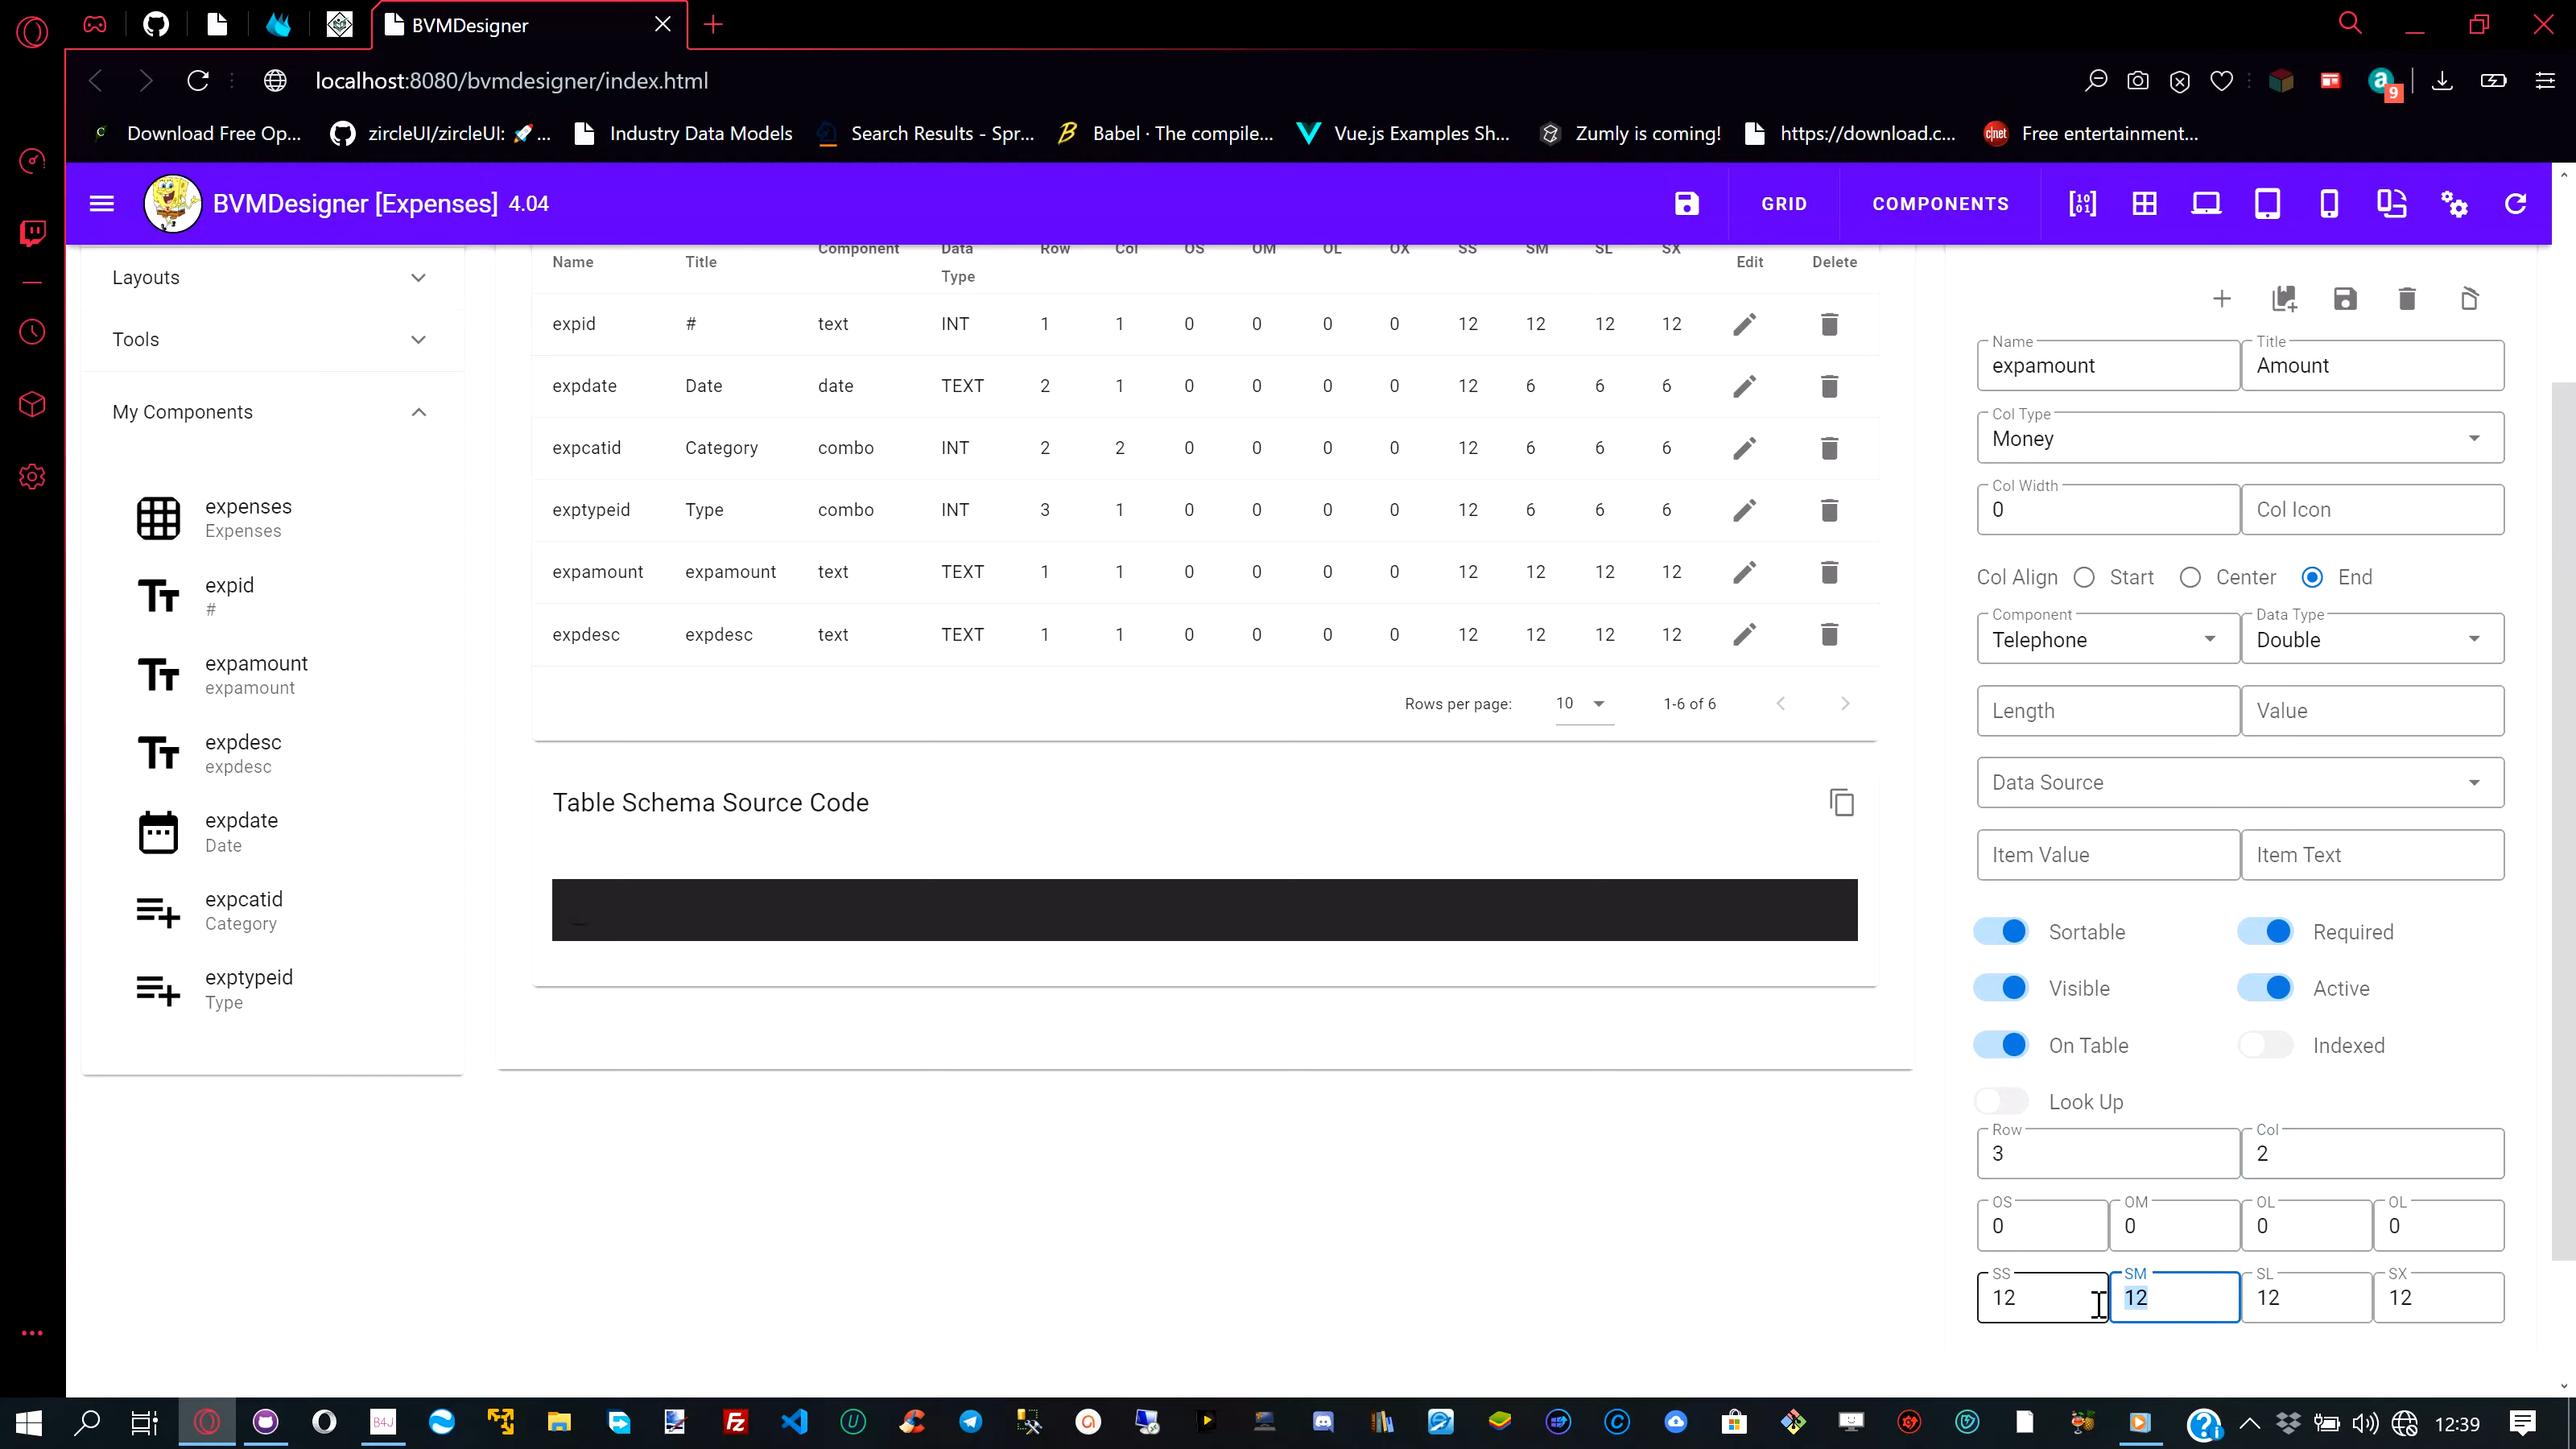 BVMDesigner
localhost:8080/bvmdesigner/index.html
9
Download Free Op...
zircleUI/zircleUI: 🚀 ...
Industry Data Models
Search Results - Spr...
Babel · The compile...
Vue.js Examples Sh...
Zumly is coming!
https://download.c...
Free entertainment...
BVMDesigner [Expenses] 4.04
GRID
COMPONENTS
Layouts
Tools
My Components
expenses
Expenses
expid
#
expamount
expamount
expdesc
expdesc
expdate
Date
expcatid
Category
exptypeid
Type
Name Title Component Data Type Row Col OS OM OL OX SS SM SL SX Edit Delete
expid # text INT 1 1 0 0 0 0 12 12 12 12
expdate Date date TEXT 2 1 0 0 0 0 12 6 6 6
expcatid Category combo INT 2 2 0 0 0 0 12 6 6 6
exptypeid Type combo INT 3 1 0 0 0 0 12 6 6 6
expamount expamount text TEXT 1 1 0 0 0 0 12 12 12 12
expdesc expdesc text TEXT 1 1 0 0 0 0 12 12 12 12
Rows per page: 10 1-6 of 6
Table Schema Source Code
Name Title
expamount Amount
Col Type
Money
Col Width
0 Col Icon
Col Align Start Center End
Component Data Type
Telephone Double
Length Value
Data Source
Item Value Item Text
Sortable Required
Visible Active
On Table Indexed
Look Up
Row Col
3 2
OS OM OL OL
0 0 0 0
SS SM SL SX
12 12 12 12
12:39